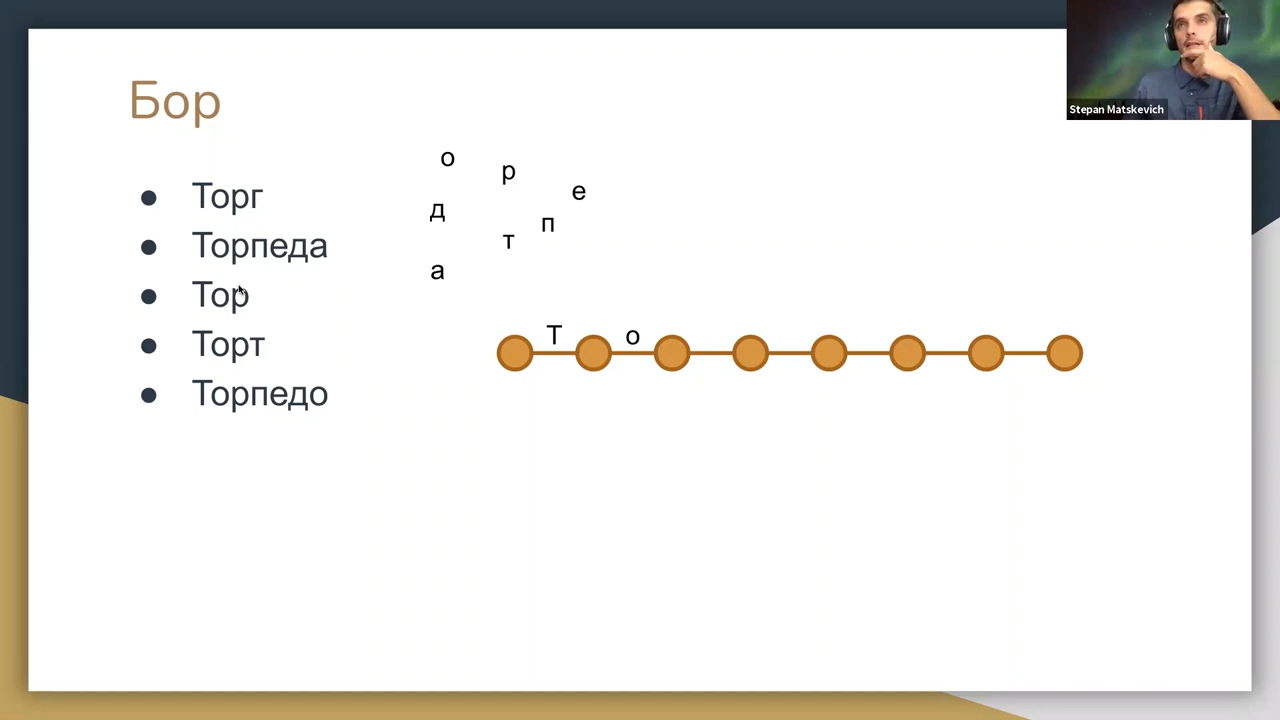 Бор
Торг
Торпеда
Тор
Торт
Торпедо
о
р
е
д
п
т
а
Т о
Stepan Matskevich